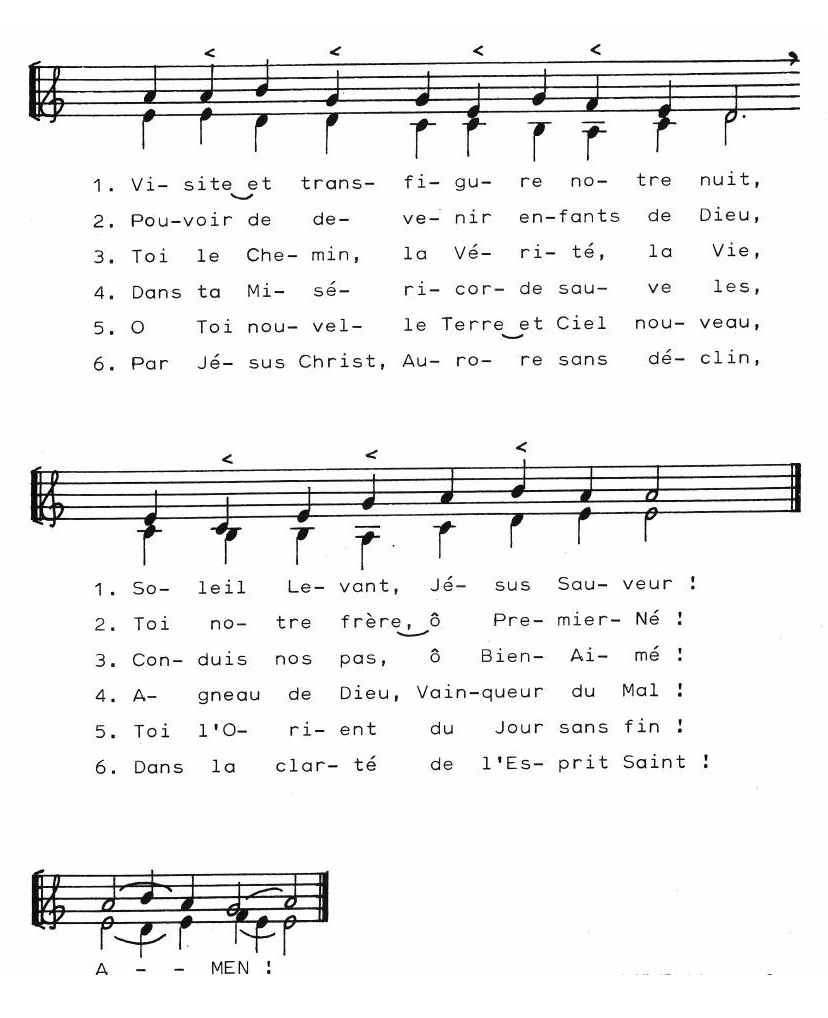 1. Vi- site et trans- fi- gu- re no- tre nuit,
2. Pou-voir de de- ve- nir en-fants de Dieu,
3. Toi le Che- min, la Vé- ri- té, la Vie,
4. Dans ta Mi- sé- ri- cor- de sau- ve les,
5. O Toi nou- vel- le Terre et Ciel nou- veau,
6. Par Jé- sus Christ, Au- ro- re sans dé- clin,
1. So- leil Le- vant, Jé- sus Sau- veur !
2. Toi no- tre frère, ô Pre- mier- Né !
3. Con- duis nos pas, ô Bien- Ai- mé !
4. A- gneau de Dieu, Vain-queur du Mal !
5. Toi l'O- ri- ent du Jour sans fin !
6. Dans la clar- té de l'Es- prit Saint !
A - - MEN !